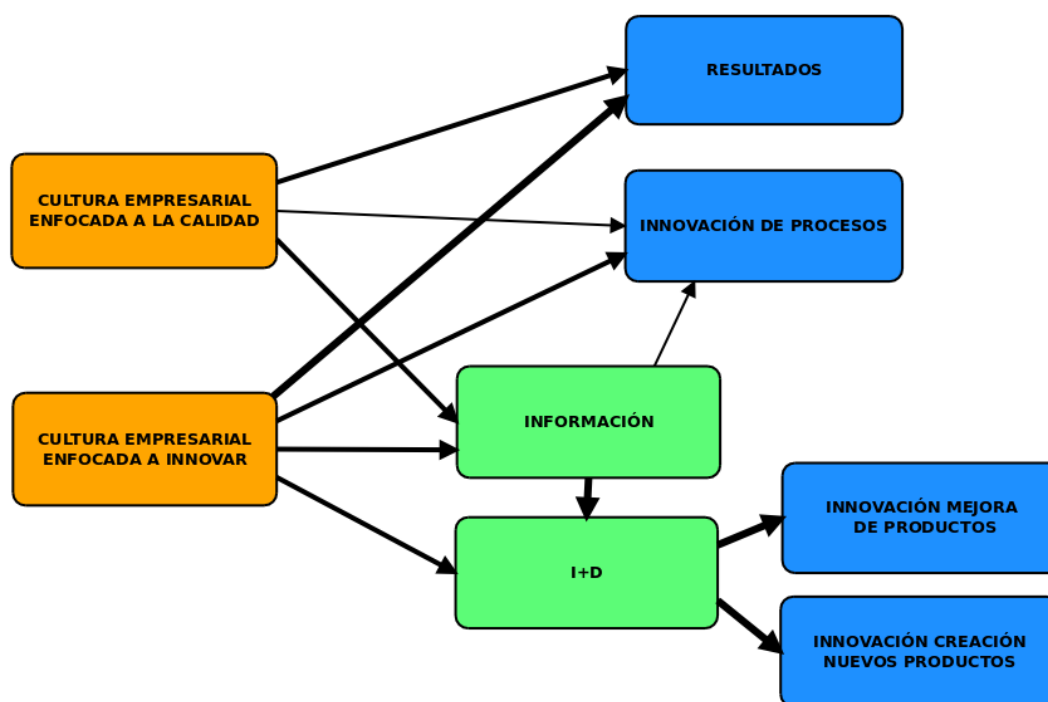 RESULTADOS
CULTURA EMPRESARIAL
ENFOCADA A LA CALIDAD
INNOVACIÓN DE PROCESOS
CULTURA EMPRESARIAL
ENFOCADA A INNOVAR
INFORMACIÓN
I+D
INNOVACIÓN MEJORA
DE PRODUCTOS
INNOVACIÓN CREACIÓN
NUEVOS PRODUCTOS